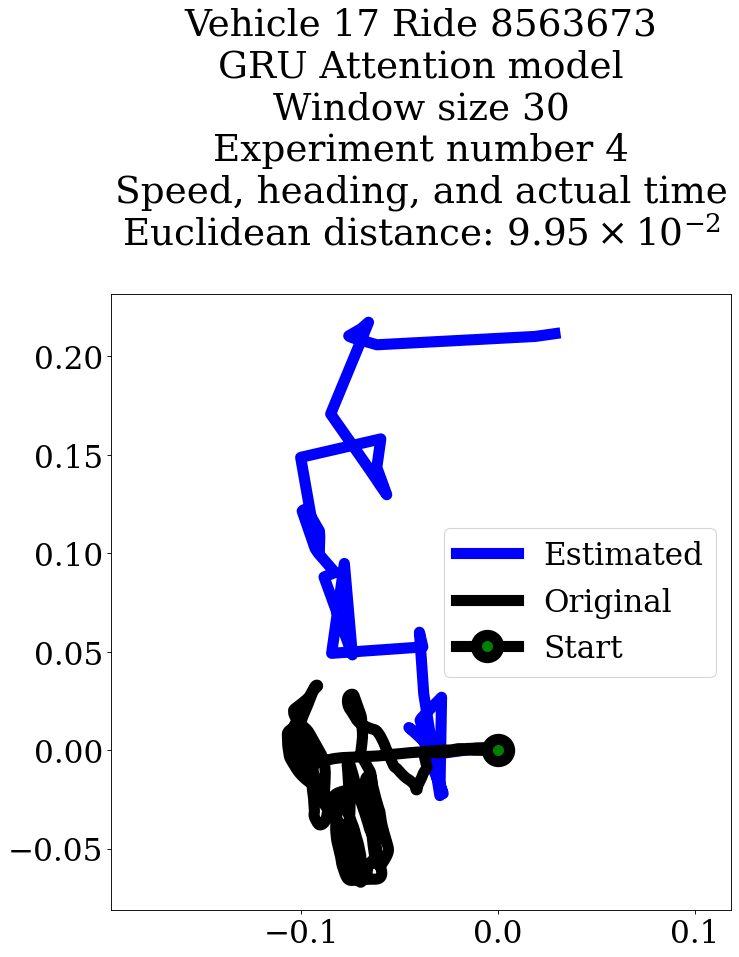 Vehicle 17 Ride 8563673
GRU Attention model
Window size 30
Experiment number 4
Speed, heading, and actual time
Euclidean distance: 9.95 × 10⁻²
0.20
0.15
0.10
0.05
0.00
−0.05
Estimated
Original
Start
−0.1
0.0
0.1